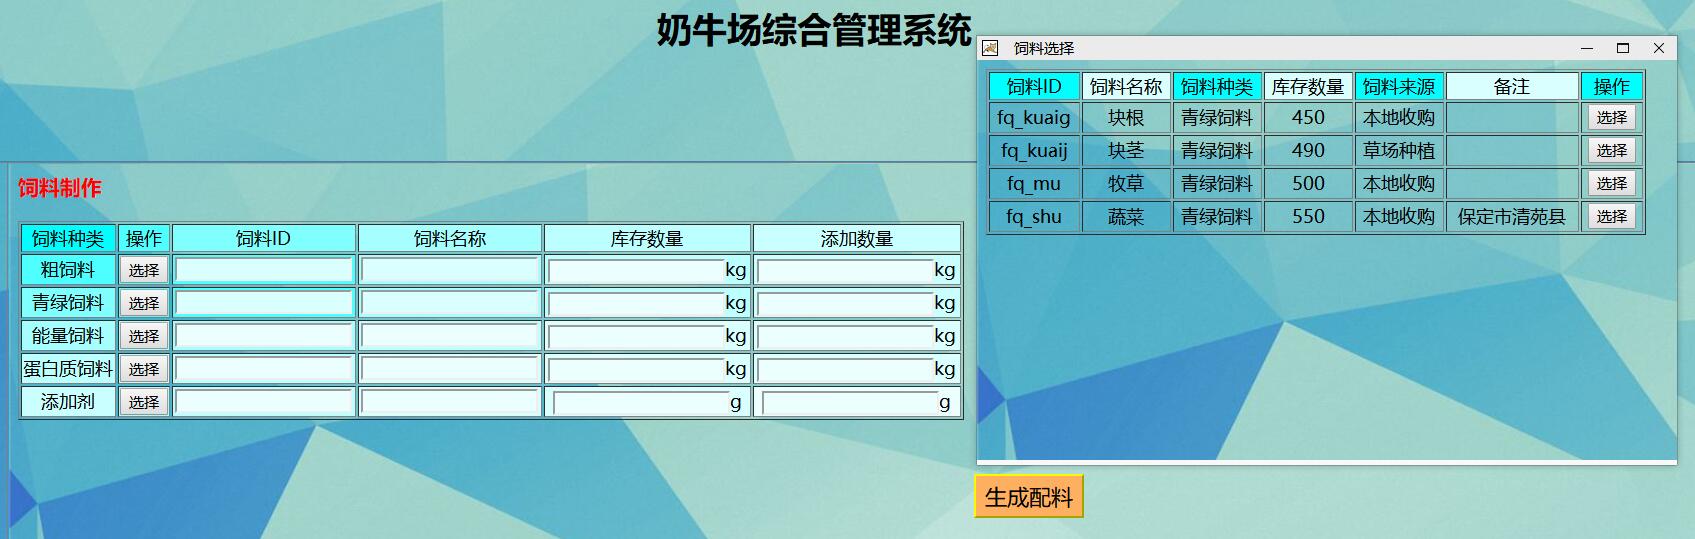 奶牛场综合管理系统
饲料选择
饲料ID 饲料名称 饲料种类 库存数量 饲料来源 备注 操作
fq_kuaig 块根 青绿饲料 450 本地收购 选择
fq_kuaij 块茎 青绿饲料 490 草场种植 选择
fq_mu 牧草 青绿饲料 500 本地收购 选择
fq_shu 蔬菜 青绿饲料 550 本地收购 保定市清苑县 选择
饲料制作
饲料种类 操作 饲料ID 饲料名称 库存数量 添加数量
粗饲料 选择 kg kg
青绿饲料 选择 kg kg
能量饲料 选择 kg kg
蛋白质饲料 选择 kg kg
添加剂 选择 g g
生成配料